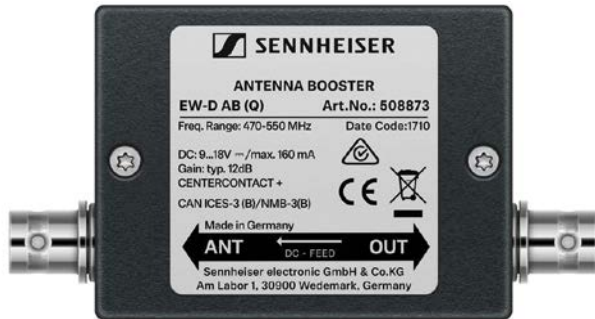 SENNHEISER
ANTENNA BOOSTER
EW-D AB (Q) Art.No.: 508873
Freq. Range: 470-550 MHz Date Code:1710
DC: 9...18V ⎓/max. 160 mA
Gain: typ. 12dB
CENTERCONTACT +
CE
CAN ICES-3 (B)/NMB-3(B)
Made in Germany
ANT DC - FEED OUT
Sennheiser electronic GmbH & Co.KG
Am Labor 1, 30900 Wedemark, Germany